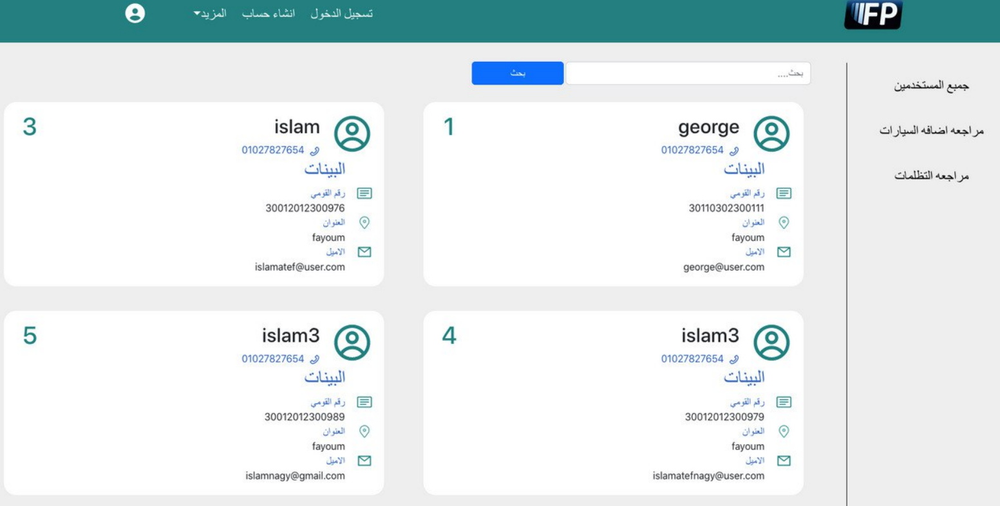 FP
تسجيل الدخول انشاء حساب المزيد
بحث.... بحث
جميع المستخدمين
مراجعه اضافه السيارات
مراجعه التظلمات
george 1
01027827654
البينات
رقم القومي
30110302300111
العنوان
fayoum
الاميل
george@user.com
islam 3
01027827654
البينات
رقم القومي
30012012300976
العنوان
fayoum
الاميل
islamatef@user.com
islam3 4
01027827654
البينات
رقم القومي
30012012300979
العنوان
fayoum
الاميل
islamatefnagy@user.com
islam3 5
01027827654
البينات
رقم القومي
30012012300989
العنوان
fayoum
الاميل
islamnagy@gmail.com